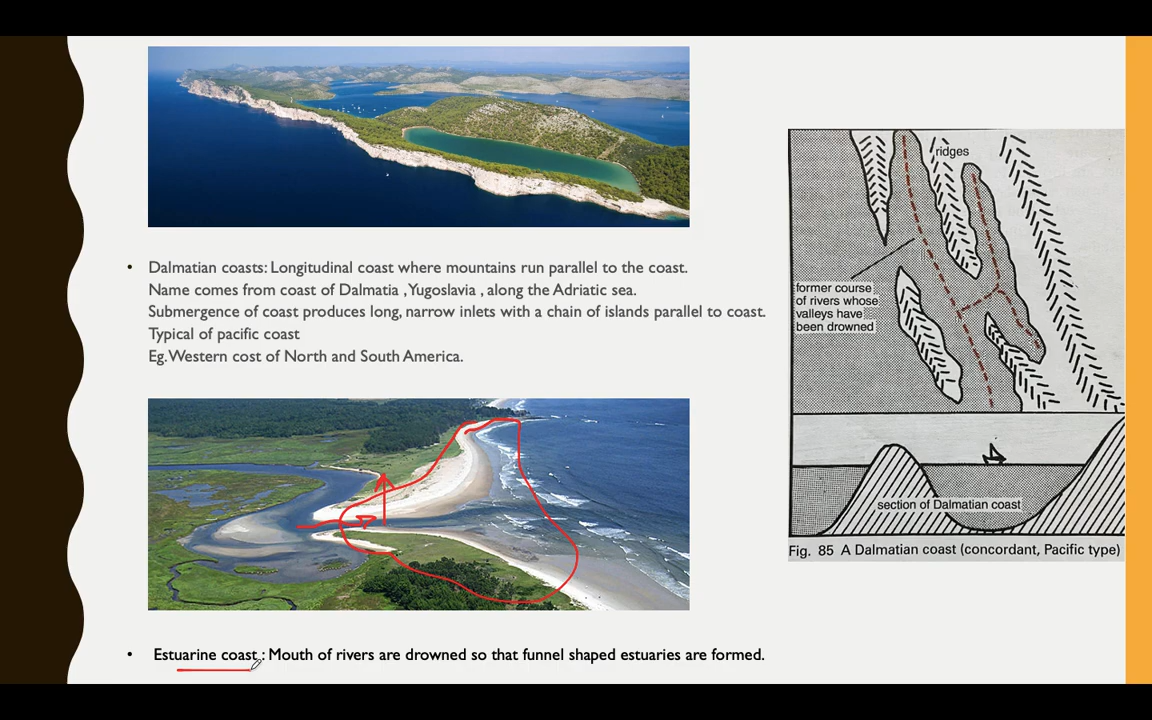 • Dalmatian coasts: Longitudinal coast where mountains run parallel to the coast.
Name comes from coast of Dalmatia ,Yugoslavia , along the Adriatic sea.
Submergence of coast produces long, narrow inlets with a chain of islands parallel to coast.
Typical of pacific coast
Eg. Western cost of North and South America.
• Estuarine coast : Mouth of rivers are drowned so that funnel shaped estuaries are formed.
ridges
former course
of rivers whose
valleys have
been drowned
section of Dalmatian coast
Fig. 85 A Dalmatian coast (concordant, Pacific type)